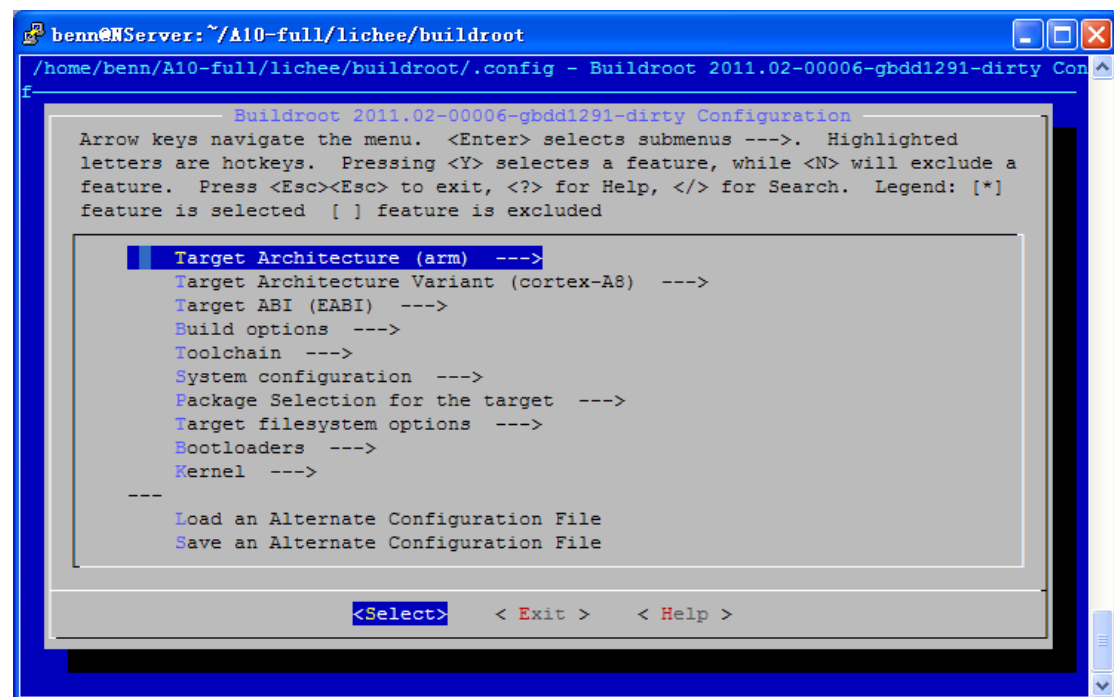 benn@NServer: ~/A10-full/lichee/buildroot
/home/benn/A10-full/lichee/buildroot/.config - Buildroot 2011.02-00006-gbdd1291-dirty Con
f
Buildroot 2011.02-00006-gbdd1291-dirty Configuration
Arrow keys navigate the menu.  <Enter> selects submenus --->.  Highlighted
letters are hotkeys.  Pressing <Y> selectes a feature, while <N> will exclude a
feature.  Press <Esc><Esc> to exit, <?> for Help, </> for Search.  Legend: [*]
feature is selected  [ ] feature is excluded
Target Architecture (arm)  --->
Target Architecture Variant (cortex-A8)  --->
Target ABI (EABI)  --->
Build options  --->
Toolchain  --->
System configuration  --->
Package Selection for the target  --->
Target filesystem options  --->
Bootloaders  --->
Kernel  --->
---
Load an Alternate Configuration File
Save an Alternate Configuration File
<Select>    < Exit >    < Help >